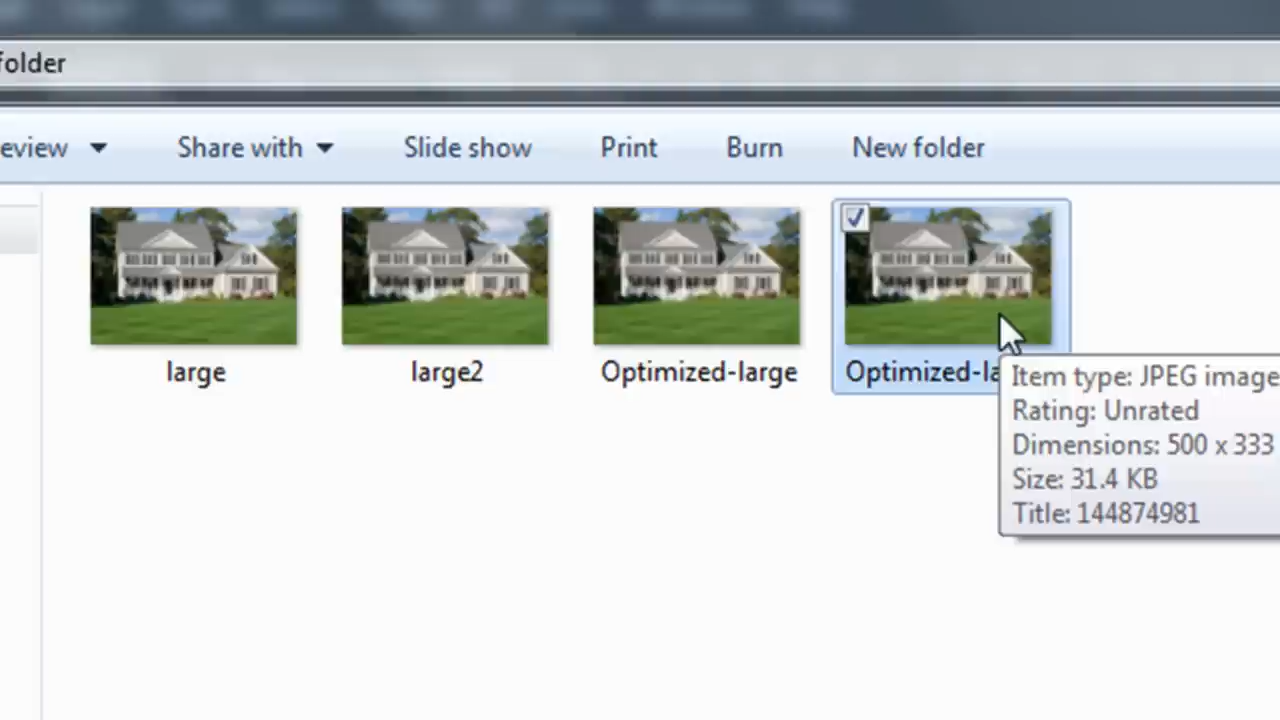 folder
eview Share with Slide show Print Burn New folder
large large2 Optimized-large Optimized-la
Item type: JPEG image
Rating: Unrated
Dimensions: 500 x 333
Size: 31.4 KB
Title: 144874981